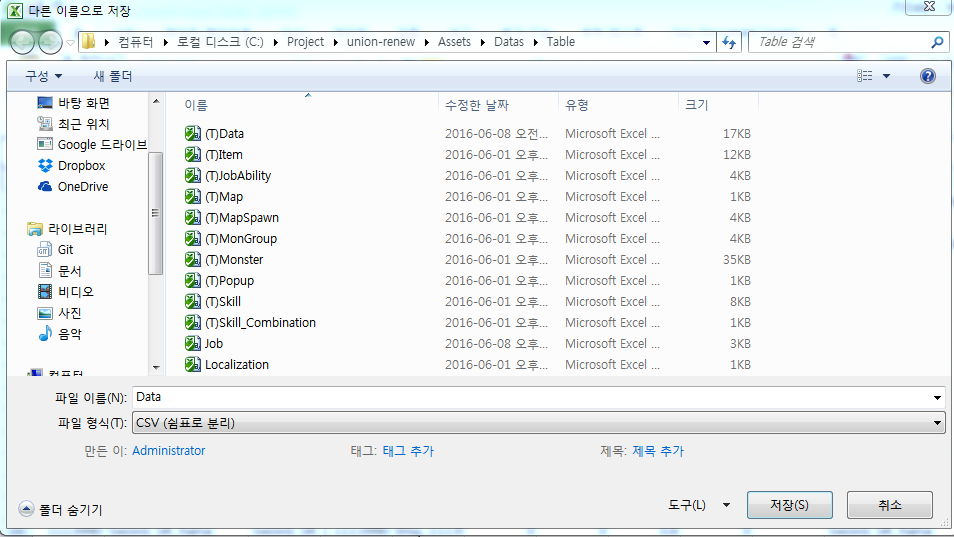 다른 이름으로 저장
컴퓨터 로컬 디스크 (C:) Project union-renew Assets Datas Table Table 검색
구성 새 폴더
이름 수정한 날짜 유형 크기
바탕 화면
최근 위치
Google 드라이브
Dropbox
OneDrive
라이브러리
Git
문서
비디오
사진
음악
컴퓨터
(T)Data 2016-06-08 오전... Microsoft Excel ... 17KB
(T)Item 2016-06-01 오후... Microsoft Excel ... 12KB
(T)JobAbility 2016-06-01 오후... Microsoft Excel ... 4KB
(T)Map 2016-06-01 오후... Microsoft Excel ... 1KB
(T)MapSpawn 2016-06-01 오후... Microsoft Excel ... 4KB
(T)MonGroup 2016-06-01 오후... Microsoft Excel ... 4KB
(T)Monster 2016-06-01 오후... Microsoft Excel ... 35KB
(T)Popup 2016-06-01 오후... Microsoft Excel ... 1KB
(T)Skill 2016-06-01 오후... Microsoft Excel ... 8KB
(T)Skill_Combination 2016-06-01 오후... Microsoft Excel ... 1KB
Job 2016-06-08 오후... Microsoft Excel ... 3KB
Localization 2016-06-01 오후... Microsoft Excel ... 1KB
파일 이름(N): Data
파일 형식(T): CSV (쉼표로 분리)
만든 이: Administrator 태그: 태그 추가 제목: 제목 추가
폴더 숨기기 도구(L) 저장(S) 취소